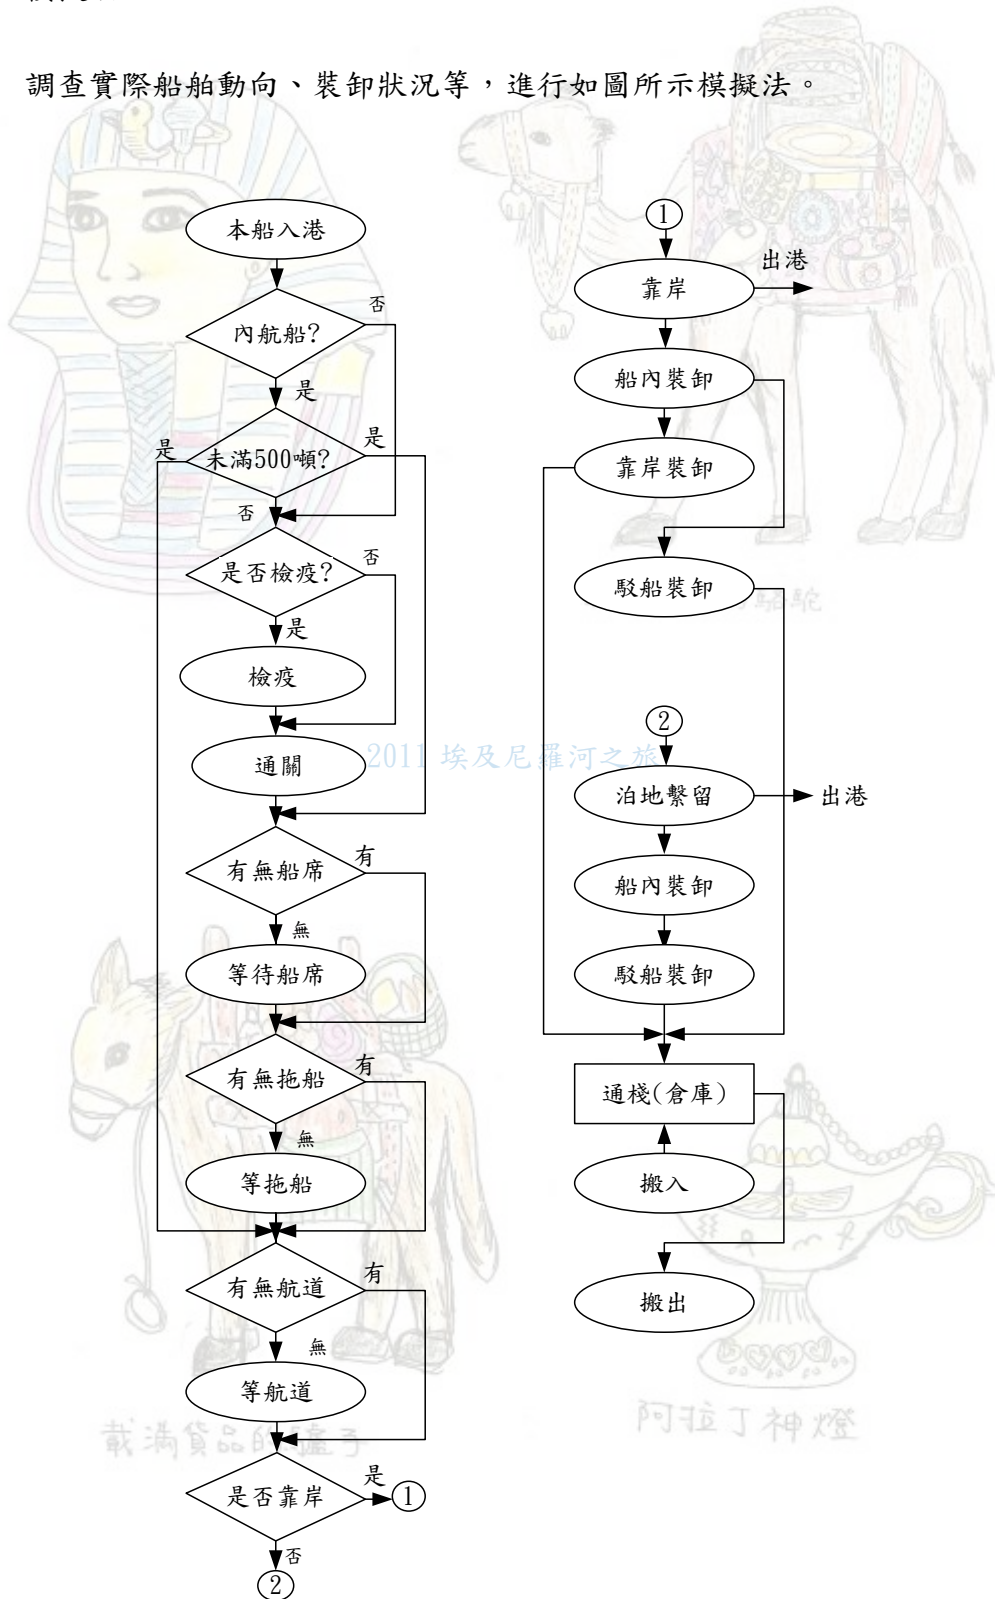 調查實際船舶動向、裝卸狀況等，進行如圖所示模擬法。
本船入港
內航船?
否
是
未滿500噸?
是
是
否
是否檢疫?
否
是
檢疫
通關
有無船席
有
無
等待船席
有無拖船
有
無
等拖船
有無航道
有
無
等航道
是否靠岸
是
①
否
②
①
靠岸
出港
船內裝卸
靠岸裝卸
駁船裝卸
②
泊地繫留
出港
船內裝卸
駁船裝卸
通棧(倉庫)
搬入
搬出
2011 埃及尼羅河之旅
駱駝
載滿貨品的驢子
阿拉丁神燈